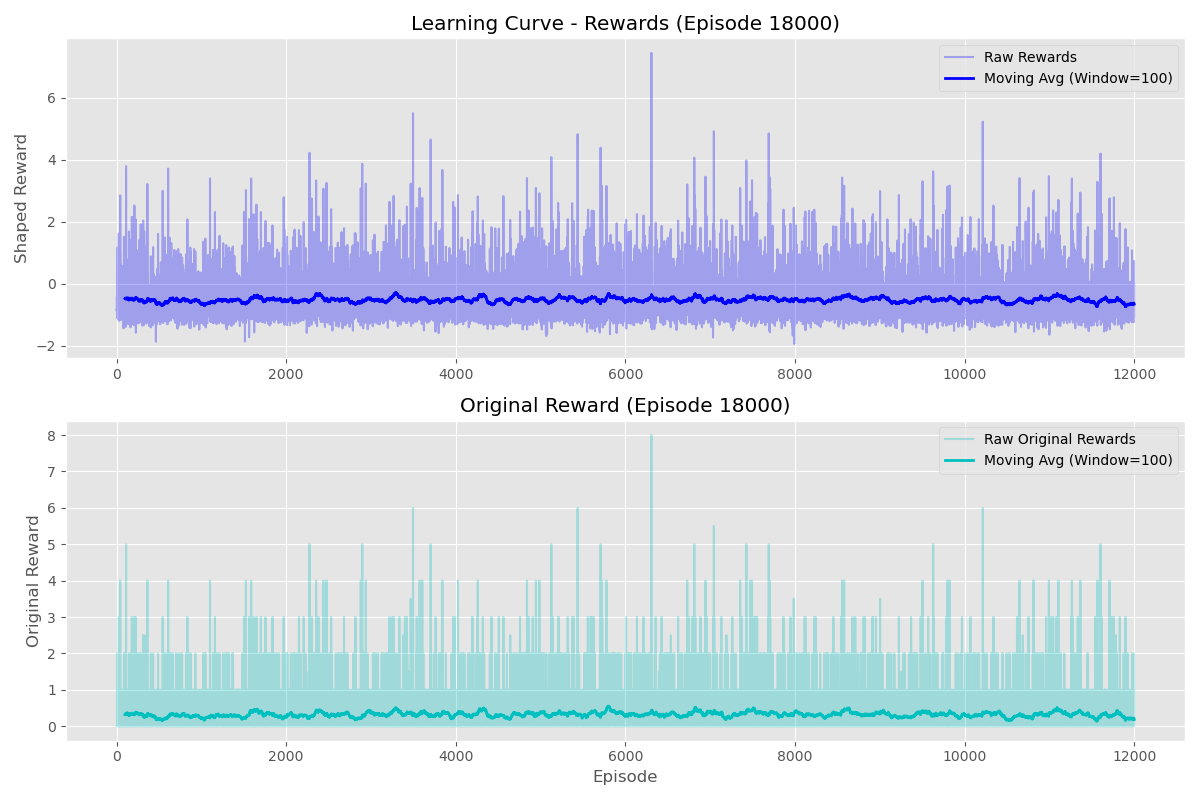 Learning Curve - Rewards (Episode 18000)
Raw Rewards
Moving Avg (Window=100)
Shaped Reward
6
4
2
0
−2
0 2000 4000 6000 8000 10000 12000
Original Reward (Episode 18000)
Raw Original Rewards
Moving Avg (Window=100)
Original Reward
8
7
6
5
4
3
2
1
0
0 2000 4000 6000 8000 10000 12000
Episode